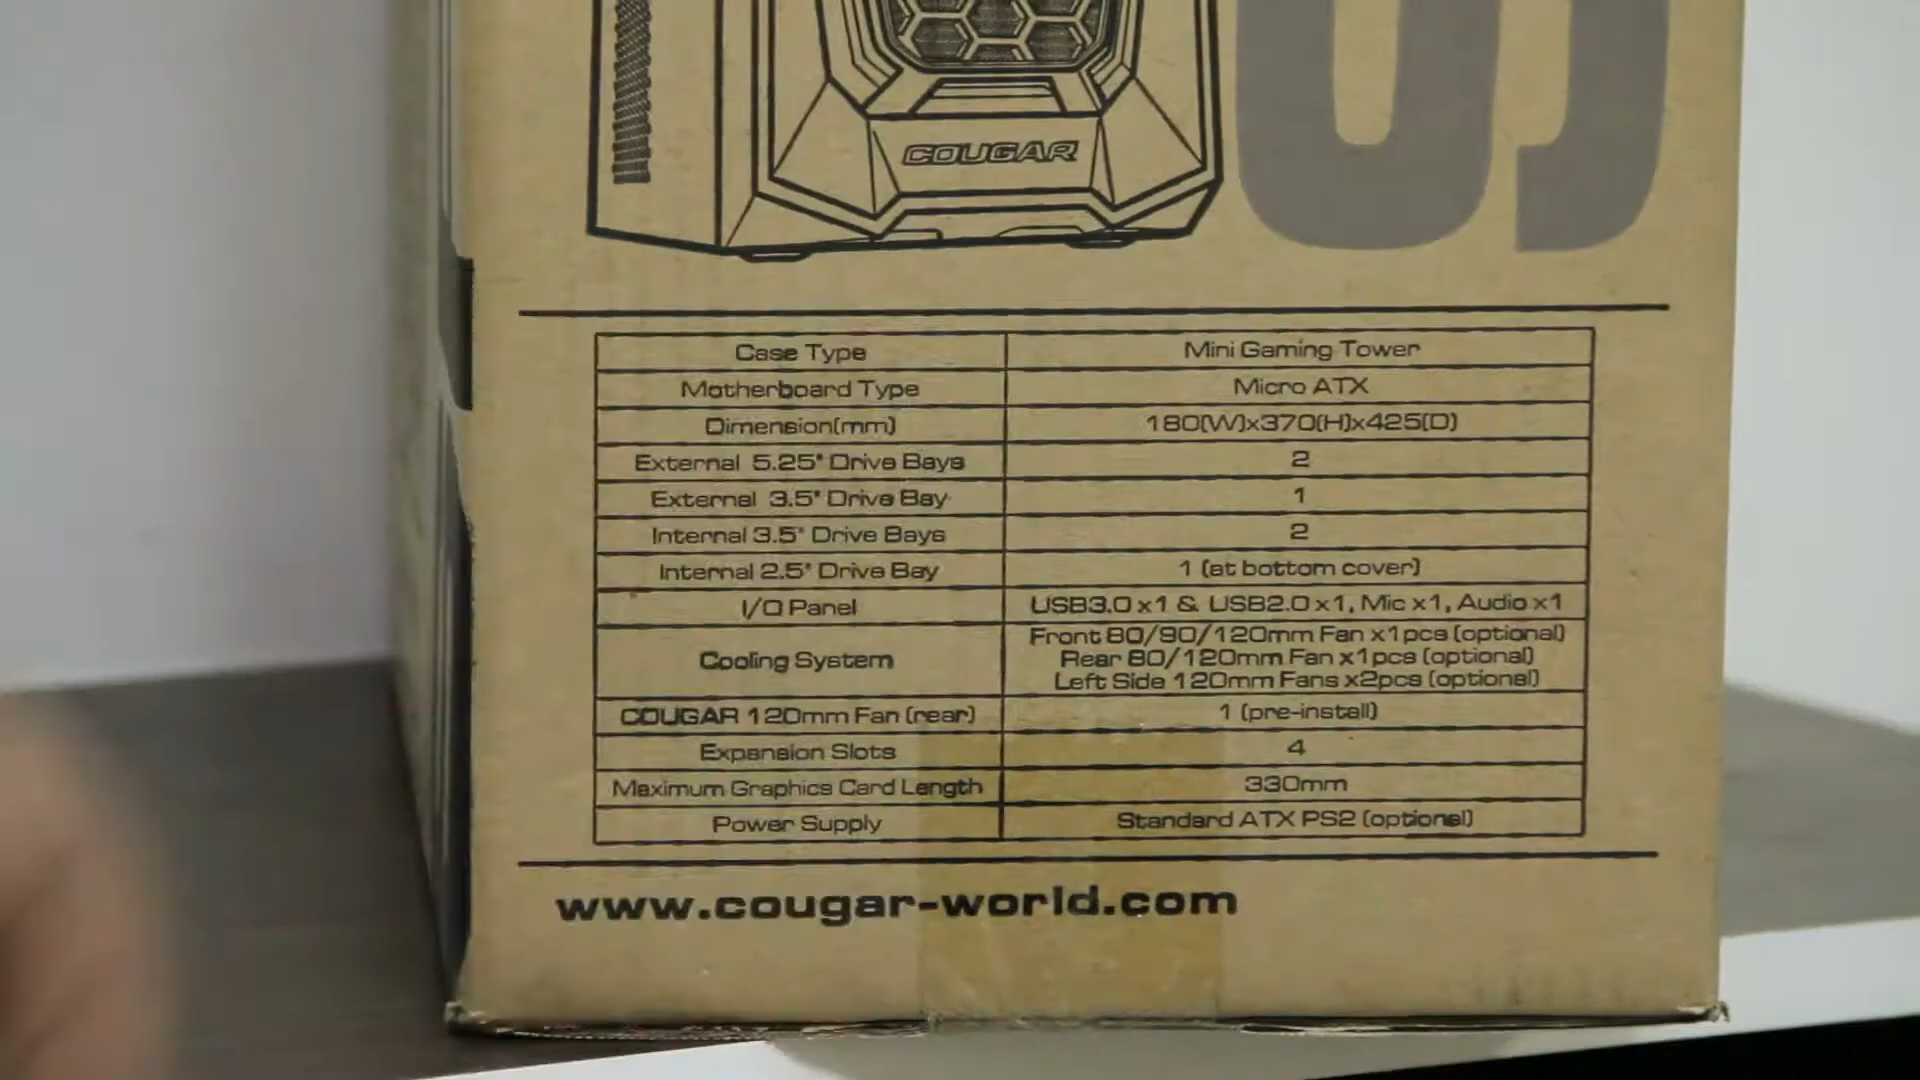 COUGAR
Case Type Mini Gaming Tower
Motherboard Type Micro ATX
Dimension(mm) 180(W)x370(H)x425(D)
External 5.25" Drive Bays 2
External 3.5" Drive Bay 1
Internal 3.5" Drive Bays 2
Internal 2.5" Drive Bay 1 (at bottom cover)
I/O Panel USB3.0 x1 & USB2.0 x1, Mic x1, Audio x1
Cooling System
Front 80/90/120mm Fan x1pcs (optional)
Rear 80/120mm Fan x1pcs (optional)
Left Side 120mm Fans x2pcs (optional)
COUGAR 120mm Fan (rear) 1 (pre-install)
Expansion Slots 4
Maximum Graphics Card Length 330mm
Power Supply Standard ATX PS2 (optional)
www.cougar-world.com